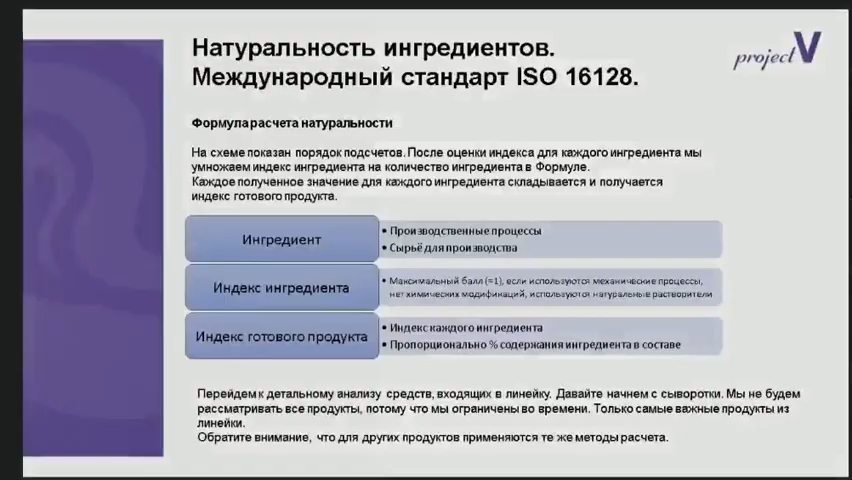 Натуральность ингредиентов.
Международный стандарт ISO 16128.
project V
Формула расчета натуральности
На схеме показан порядок подсчетов. После оценки индекса для каждого ингредиента мы
умножаем индекс ингредиента на количество ингредиента в Формуле.
Каждое полученное значение для каждого ингредиента складывается и получается
индекс готового продукта.
Ингредиент
• Производственные процессы
• Сырьё для производства
Индекс ингредиента
• Максимальный балл (=1), если используются механические процессы,
нет химических модификаций, используются натуральные растворители
Индекс готового продукта
• Индекс каждого ингредиента
• Пропорционально % содержания ингредиента в составе
Перейдем к детальному анализу средств, входящих в линейку. Давайте начнем с сыворотки. Мы не будем
рассматривать все продукты, потому что мы ограничены во времени. Только самые важные продукты из
линейки.
Обратите внимание, что для других продуктов применяются те же методы расчета.